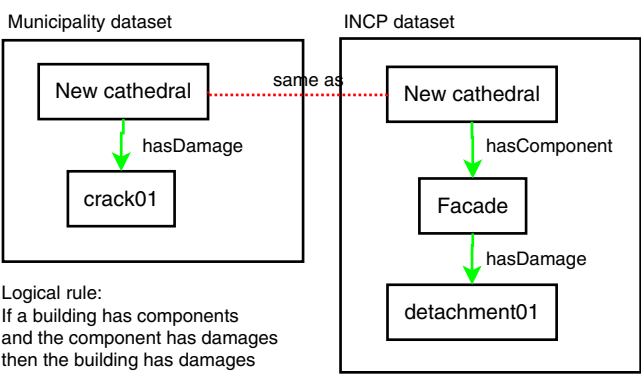 Municipality dataset
New cathedral
hasDamage
crack01
same as
INCP dataset
New cathedral
hasComponent
Facade
hasDamage
detachment01
Logical rule:
If a building has components
and the component has damages
then the building has damages